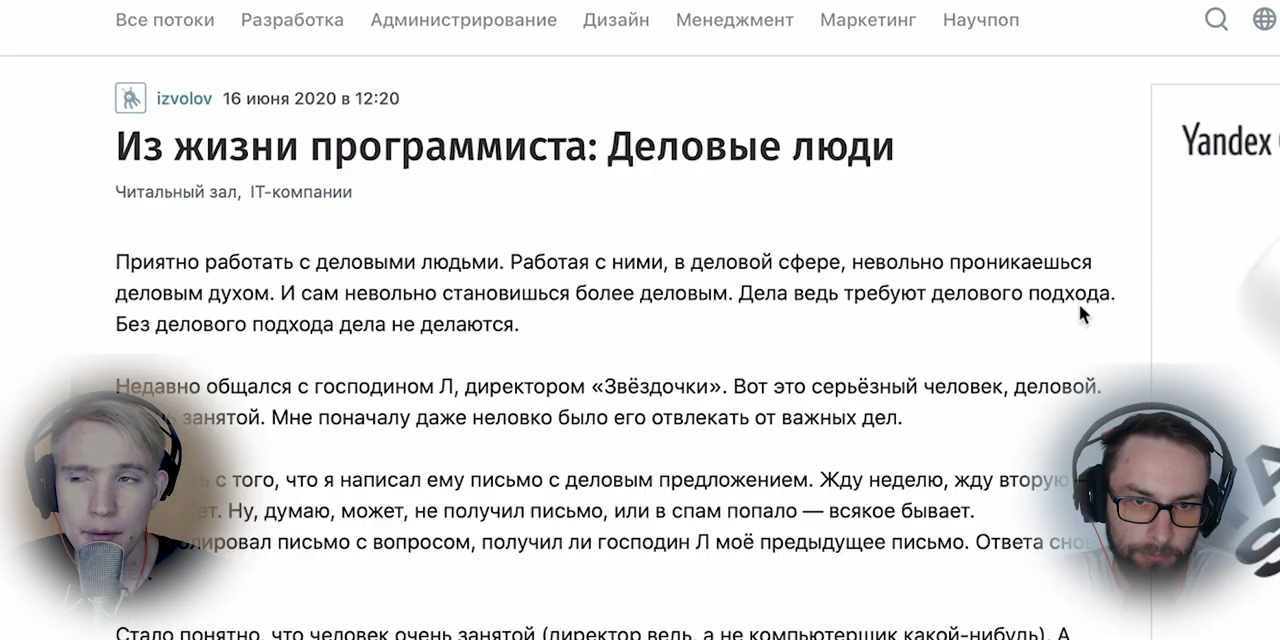 Все потоки Разработка Администрирование Дизайн Менеджмент Маркетинг Научпоп
izvolov 16 июня 2020 в 12:20
Из жизни программиста: Деловые люди
Yandex
Читальный зал, IT-компании
Приятно работать с деловыми людьми. Работая с ними, в деловой сфере, невольно проникаешься
деловым духом. И сам невольно становишься более деловым. Дела ведь требуют делового подхода.
Без делового подхода дела не делаются.
Недавно общался с господином Л, директором «Звёздочки». Вот это серьёзный человек, деловой.
занятой. Мне поначалу даже неловко было его отвлекать от важных дел.
с того, что я написал ему письмо с деловым предложением. Жду неделю, жду вторую —
Ну, думаю, может, не получил письмо, или в спам попало — всякое бывает.
письмо с вопросом, получил ли господин Л моё предыдущее письмо. Ответа
Стало понятно, что человек очень занятой (директор ведь, а не компьютерщик какой-нибудь). А